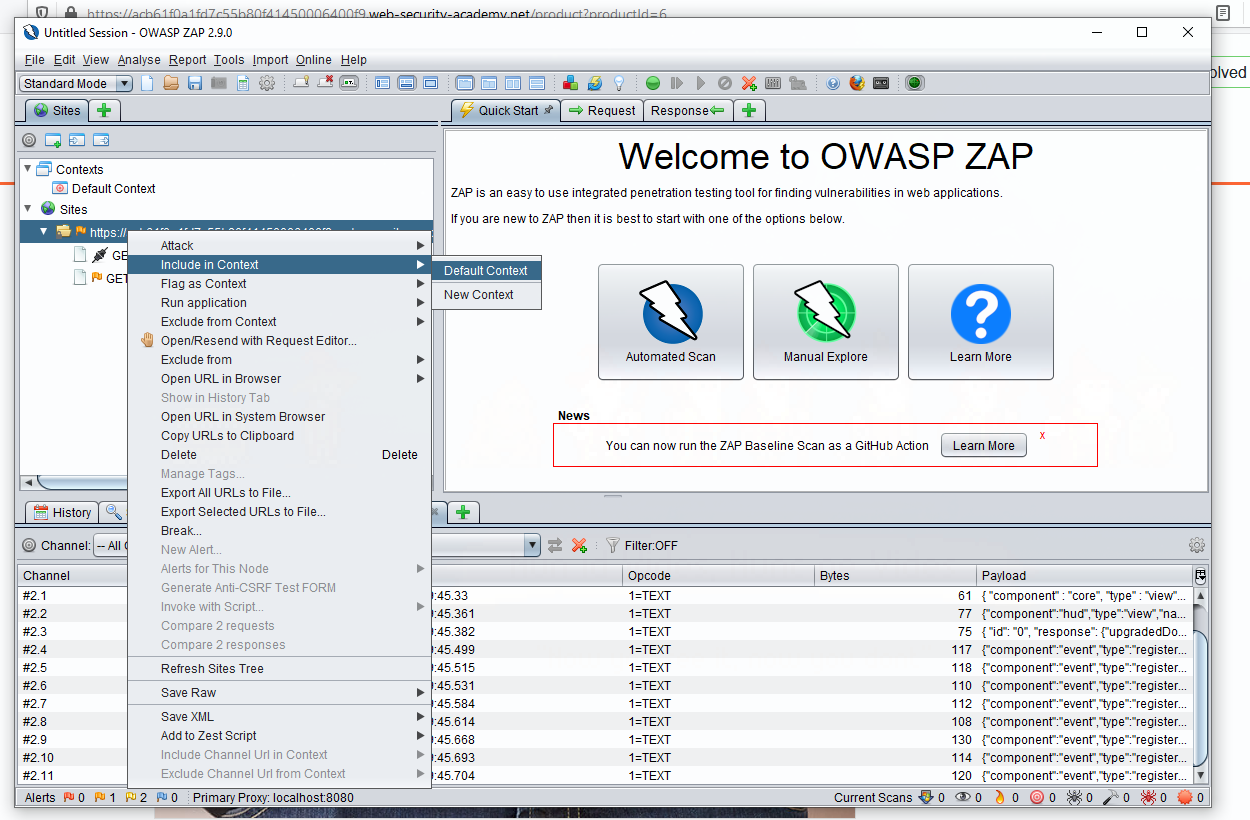 https://acb61f0a1fd7c55b80f41450006400f9.web-security-academy.net/product?productId=6
Untitled Session - OWASP ZAP 2.9.0
File Edit View Analyse Report Tools Import Online Help
olved
Standard Mode
Sites
Quick Start
Request
Response
Contexts
Default Context
Sites
https:/
GE
GET
Attack
Include in Context
Flag as Context
Run application
Exclude from Context
Open/Resend with Request Editor...
Exclude from
Open URL in Browser
Show in History Tab
Open URL in System Browser
Copy URLs to Clipboard
Delete Delete
Manage Tags...
Export All URLs to File...
Export Selected URLs to File...
Break...
New Alert...
Alerts for This Node
Generate Anti-CSRF Test FORM
Invoke with Script...
Compare 2 requests
Compare 2 responses
Refresh Sites Tree
Save Raw
Save XML
Add to Zest Script
Include Channel Url in Context
Exclude Channel Url from Context
Default Context
New Context
Welcome to OWASP ZAP
ZAP is an easy to use integrated penetration testing tool for finding vulnerabilities in web applications.
If you are new to ZAP then it is best to start with one of the options below.
Automated Scan
Manual Explore
Learn More
News
You can now run the ZAP Baseline Scan as a GitHub Action
Learn More
X
History
Channel: -- All C
Filter:OFF
Channel Opcode Bytes Payload
#2.1 :45.33 1=TEXT 61 { "component" : "core", "type" : "view"...
#2.2 :45.361 1=TEXT 77 {"component":"hud","type":"view","na...
#2.3 :45.382 1=TEXT 75 { "id": "0", "response": {"upgradedDo...
#2.4 :45.499 1=TEXT 117 {"component":"event","type":"register...
#2.5 :45.515 1=TEXT 118 {"component":"event","type":"register...
#2.6 :45.531 1=TEXT 110 {"component":"event","type":"register...
#2.7 :45.584 1=TEXT 112 {"component":"event","type":"register...
#2.8 :45.614 1=TEXT 108 {"component":"event","type":"register...
#2.9 :45.668 1=TEXT 130 {"component":"event","type":"register...
#2.10 :45.693 1=TEXT 114 {"component":"event","type":"register...
#2.11 :45.704 1=TEXT 120 {"component":"event","type":"register...
Alerts 0 1 2 0 Primary Proxy: localhost:8080
Current Scans 0 0 0 0 0 0 0 0